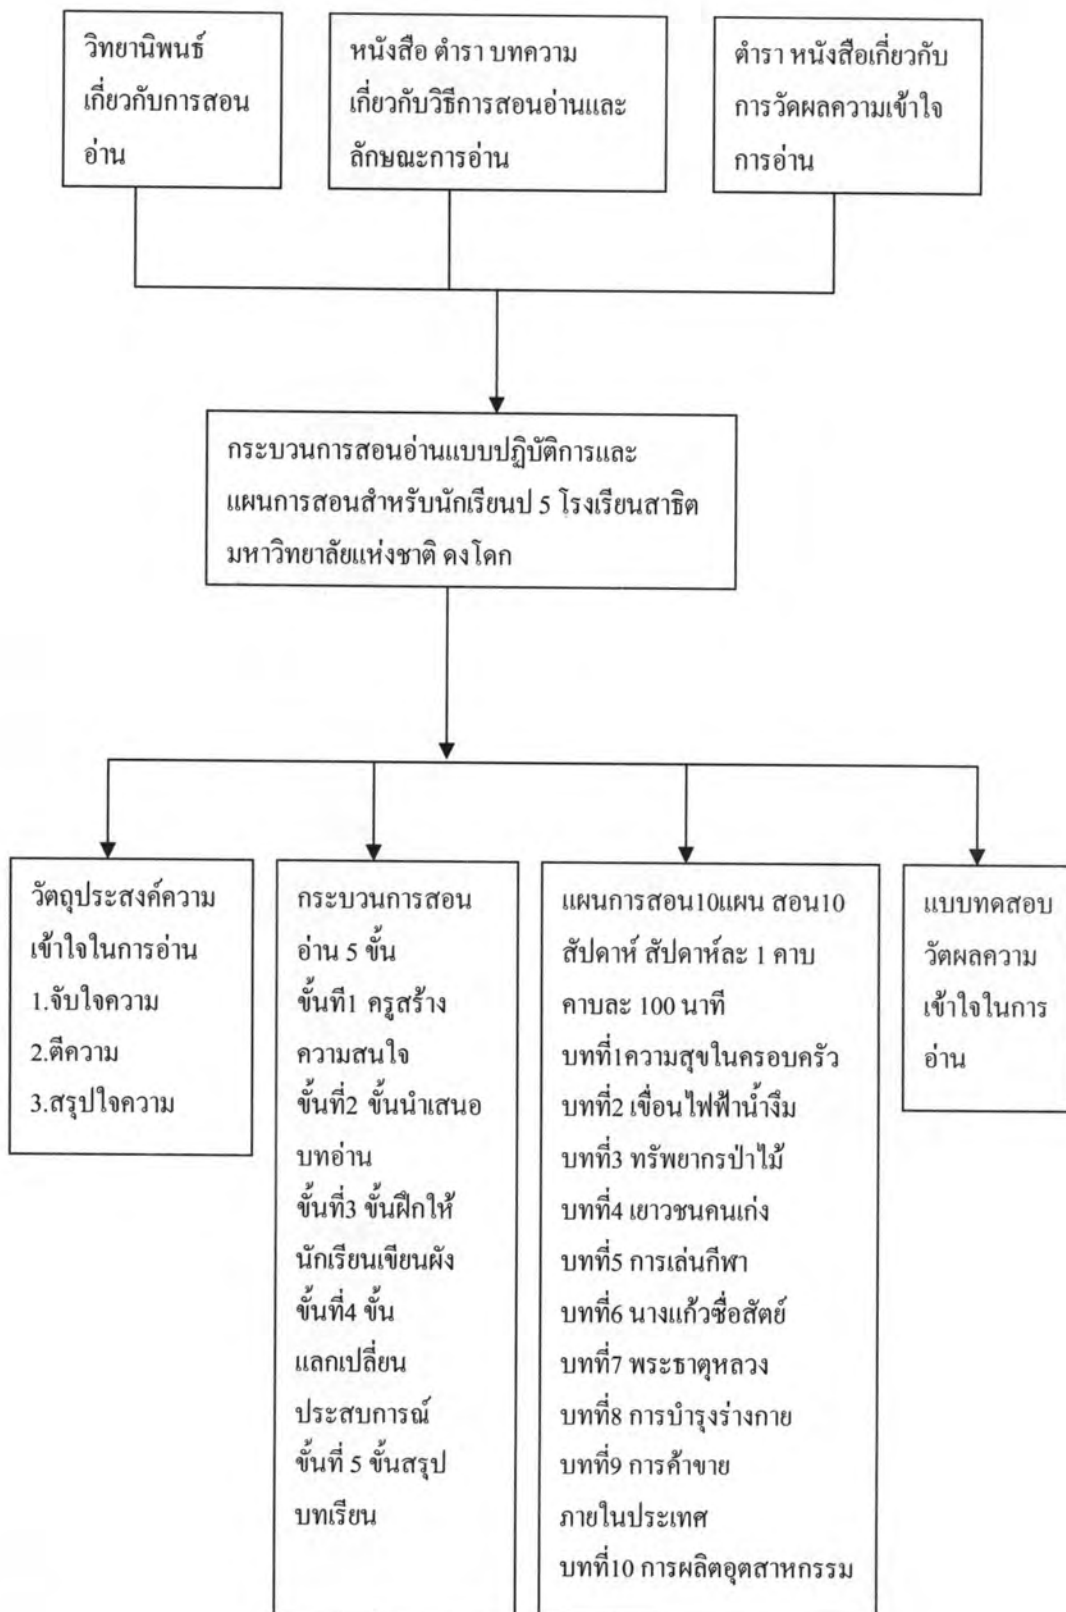 วิทยานิพนธ์
เกี่ยวกับการสอน
อ่าน
หนังสือ ตำรา บทความ
เกี่ยวกับวิธีการสอนอ่านและ
ลักษณะการอ่าน
ตำรา หนังสือเกี่ยวกับ
การวัดผลความเข้าใจ
การอ่าน
กระบวนการสอนอ่านแบบปฏิบัติการและ
แผนการสอนสำหรับนักเรียนป 5 โรงเรียนสาธิต
มหาวิทยาลัยแห่งชาติ ดงโดก
วัตถุประสงค์ความ
เข้าใจในการอ่าน
1.จับใจความ
2.ตีความ
3.สรุปใจความ
กระบวนการสอน
อ่าน 5 ขั้น
ขั้นที1 ครูสร้าง
ความสนใจ
ขั้นที่2 ขั้นนำเสนอ
บทอ่าน
ขั้นที่3 ขั้นฝึกให้
นักเรียนเขียนผัง
ขั้นที่4 ขั้น
แลกเปลี่ยน
ประสบการณ์
ขั้นที่ 5 ขั้นสรุป
บทเรียน
แผนการสอน10แผน สอน10
สัปดาห์ สัปดาห์ละ 1 คาบ
คาบละ 100 นาที
บทที่1ความสุขในครอบครัว
บทที่2 เขื่อนไฟฟ้าน้ำงึม
บทที่3 ทรัพยากรป่าไม้
บทที่4 เยาวชนคนเก่ง
บทที่5 การเล่นกีฬา
บทที่6 นางแก้วซื่อสัตย์
บทที่7 พระธาตุหลวง
บทที่8 การบำรุงร่างกาย
บทที่9 การค้าขาย
ภายในประเทศ
บทที่10 การผลิตอุตสาหกรรม
แบบทดสอบ
วัตผลความ
เข้าใจในการ
อ่าน